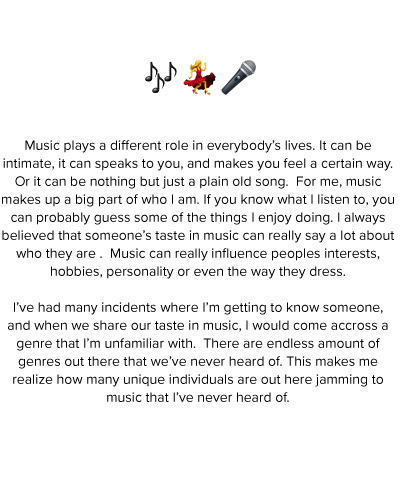 Music plays a different role in everybody's lives. It can be
intimate, it can speaks to you, and makes you feel a certain way.
Or it can be nothing but just a plain old song.  For me, music
makes up a big part of who I am. If you know what I listen to, you
can probably guess some of the things I enjoy doing. I always
believed that someone's taste in music can really say a lot about
who they are .  Music can really influence peoples interests,
hobbies, personality or even the way they dress.
I've had many incidents where I'm getting to know someone,
and when we share our taste in music, I would come accross a
genre that I'm unfamiliar with.  There are endless amount of
genres out there that we've never heard of. This makes me
realize how many unique individuals are out here jamming to
music that I've never heard of.